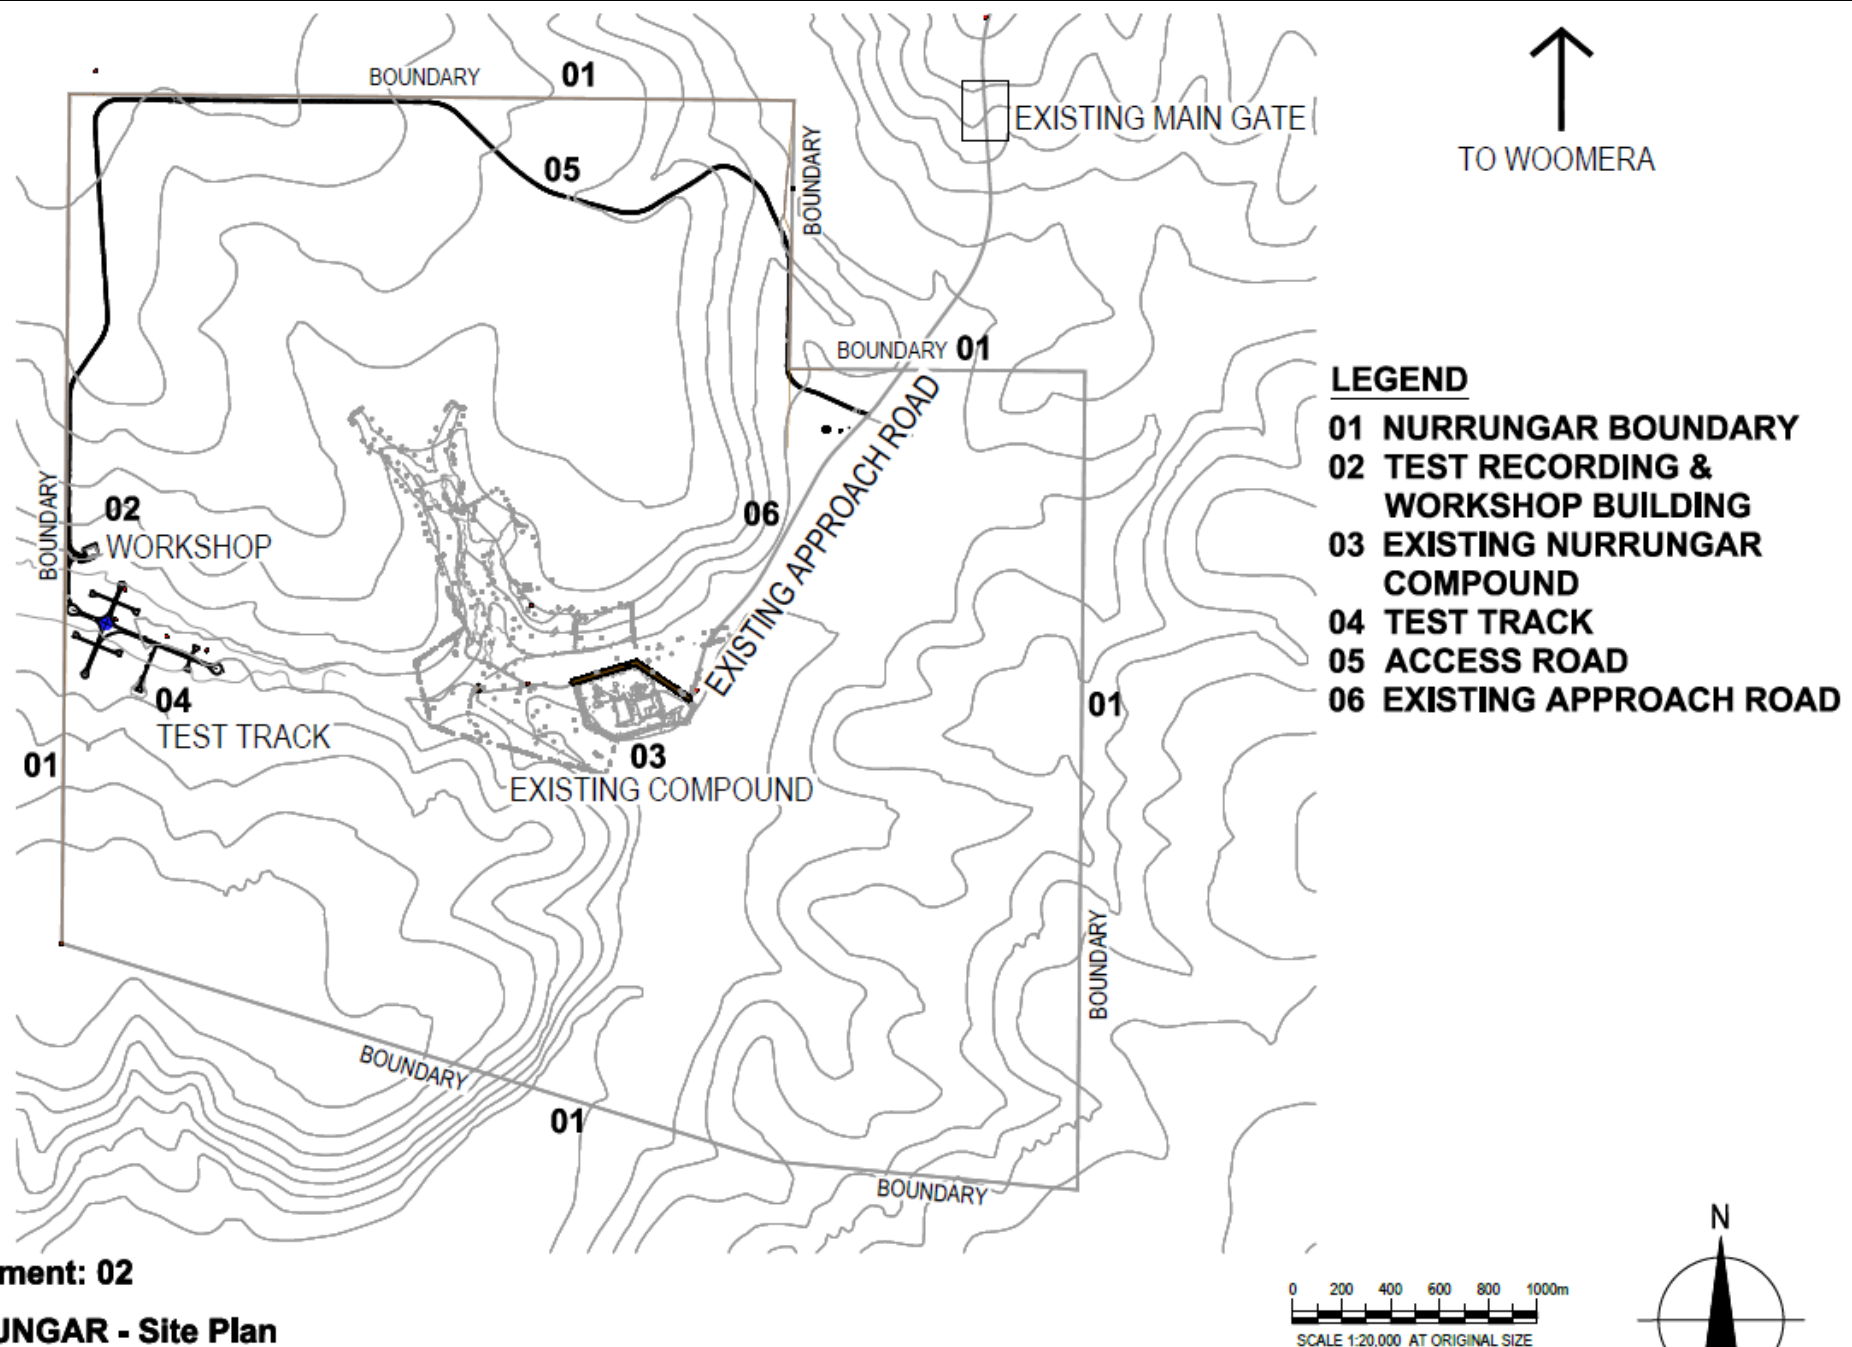 BOUNDARY 01
EXISTING MAIN GATE
TO WOOMERA
05
BOUNDARY
BOUNDARY 01
EXISTING APPROACH ROAD
06
BOUNDARY
02
WORKSHOP
04
TEST TRACK
01
03
EXISTING COMPOUND
01
BOUNDARY
BOUNDARY
01
BOUNDARY
LEGEND
01 NURRUNGAR BOUNDARY
02 TEST RECORDING &
WORKSHOP BUILDING
03 EXISTING NURRUNGAR
COMPOUND
04 TEST TRACK
05 ACCESS ROAD
06 EXISTING APPROACH ROAD
ment: 02
UNGAR - Site Plan
0 200 400 600 800 1000m
SCALE 1:20,000 AT ORIGINAL SIZE
N